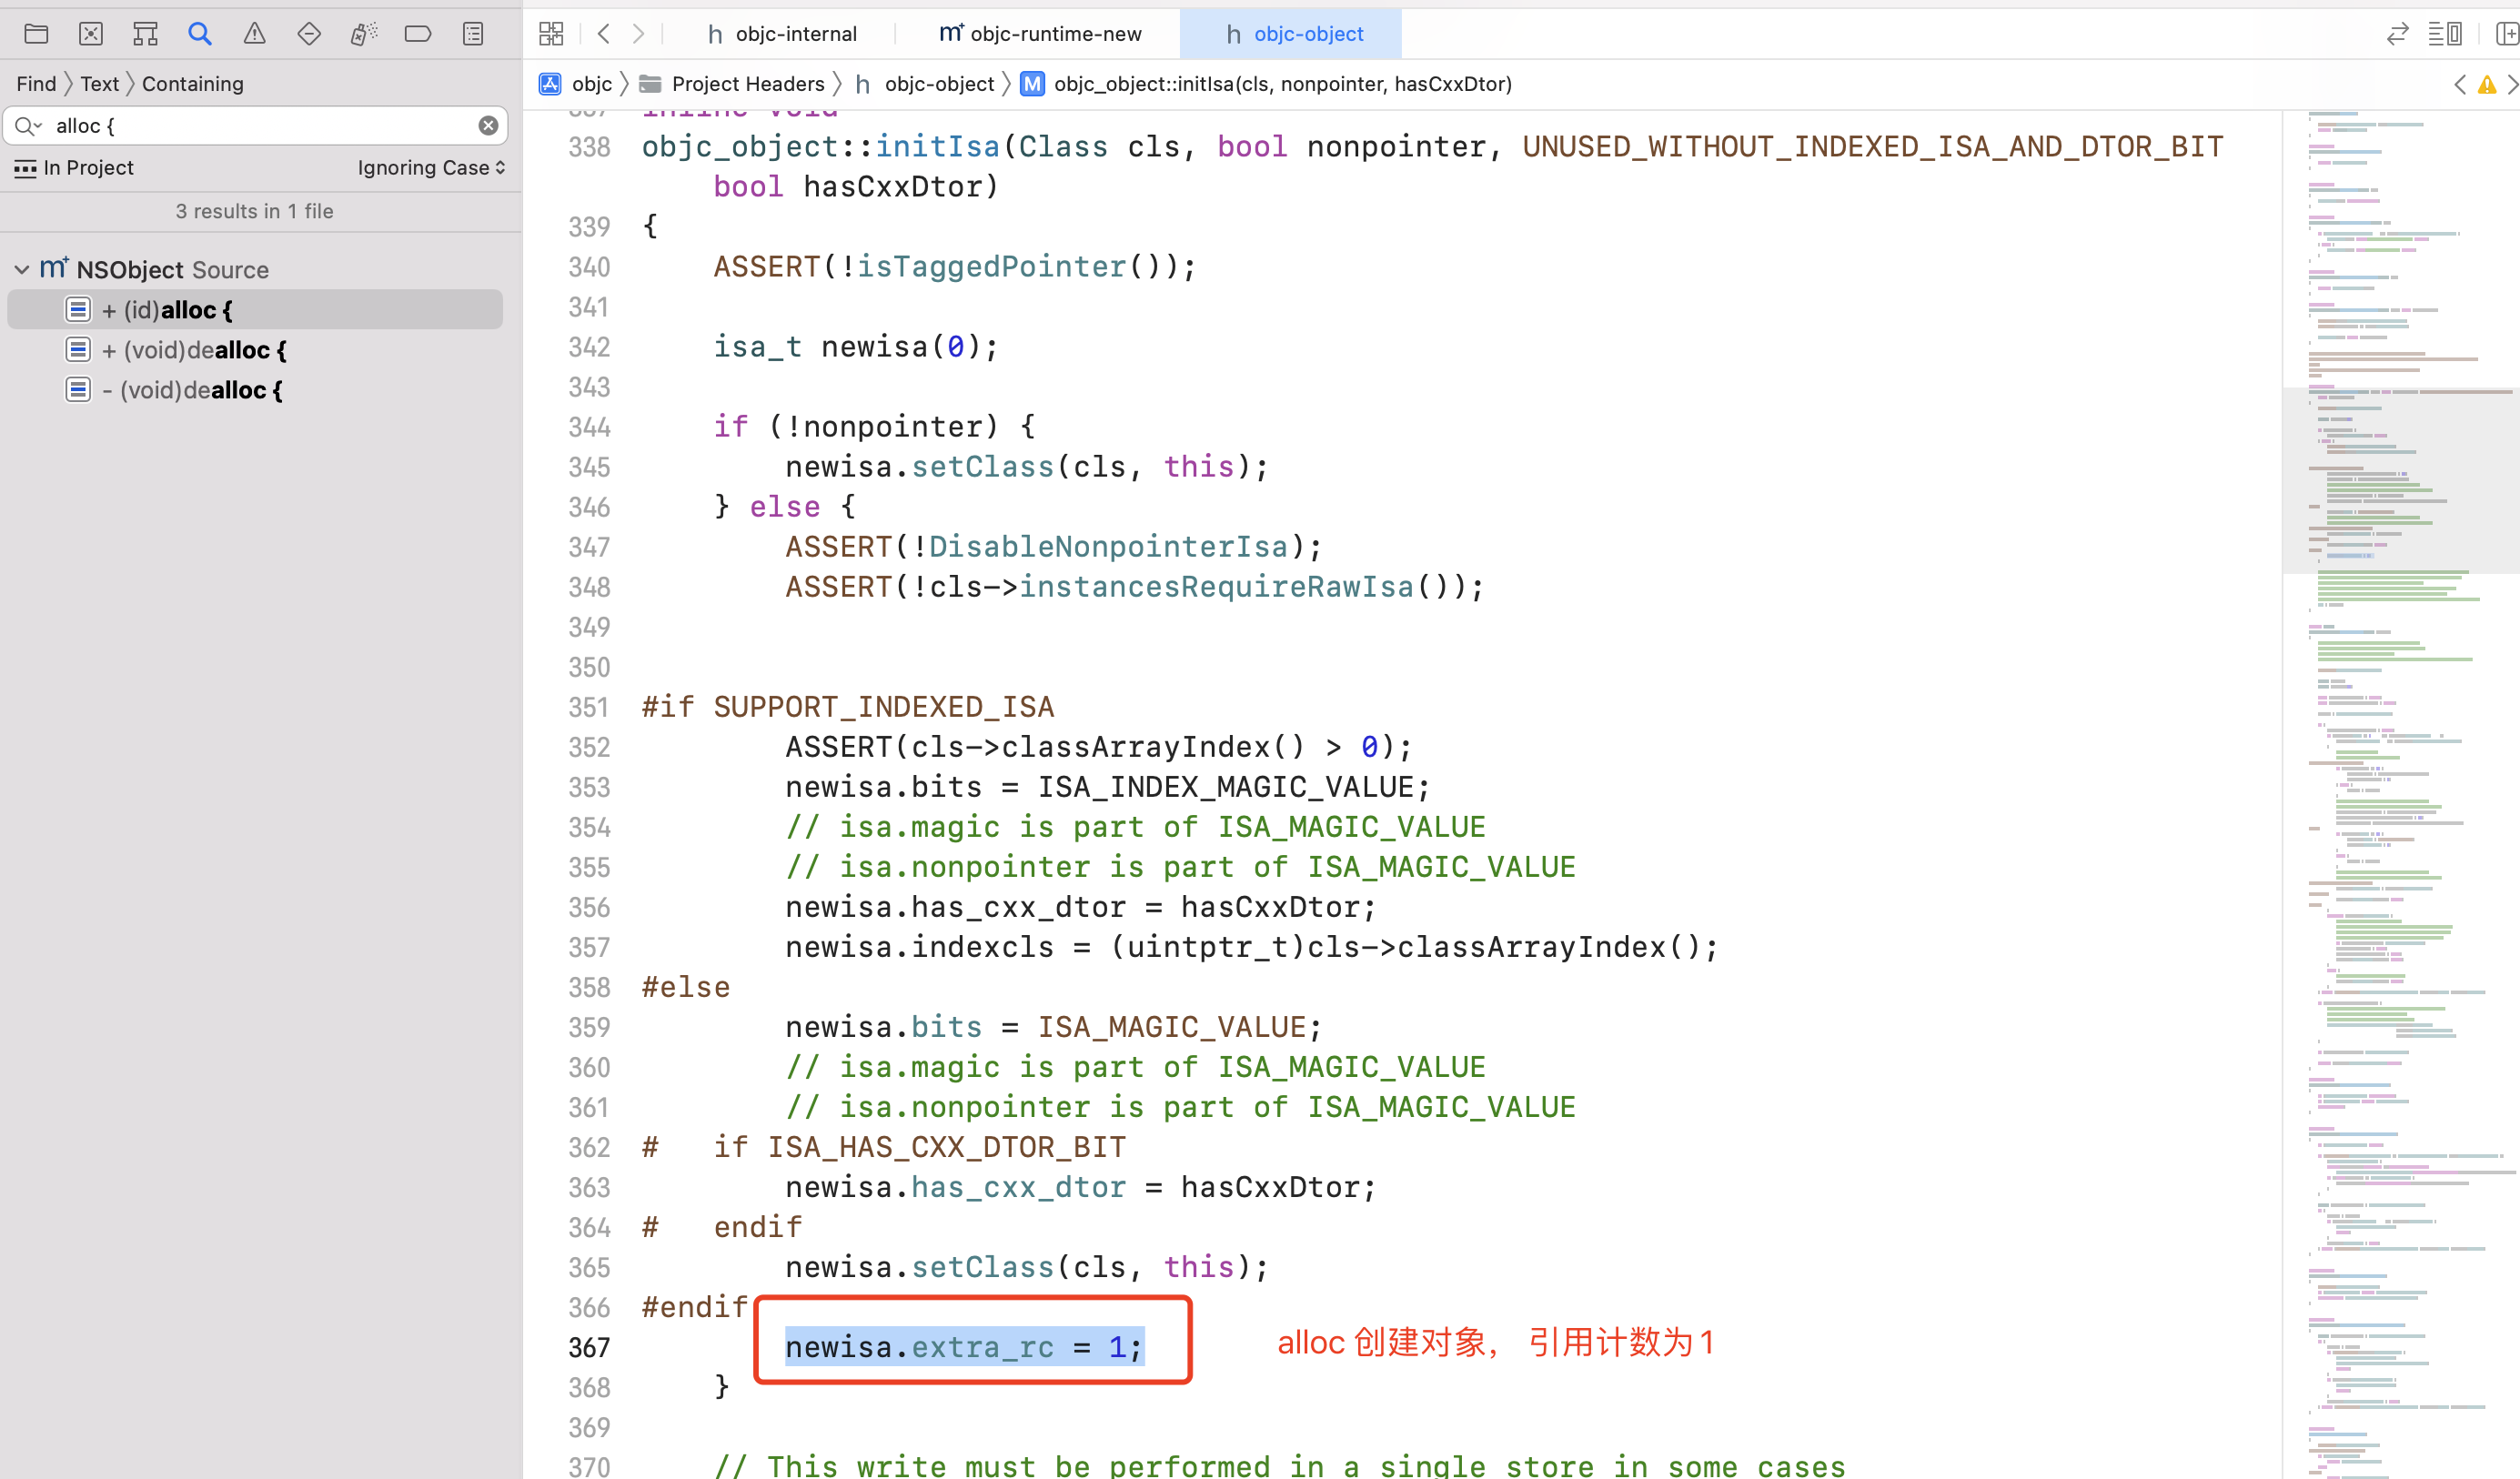 objc-internal
objc-runtime-new
objc-object
Find Text Containing
objc Project Headers objc-object M objc_object::initIsa(cls, nonpointer, hasCxxDtor)
alloc {
In Project Ignoring Case
3 results in 1 file
NSObject Source
+ (id)alloc {
+ (void)dealloc {
- (void)dealloc {
337 inline void
338 objc_object::initIsa(Class cls, bool nonpointer, UNUSED_WITHOUT_INDEXED_ISA_AND_DTOR_BIT
bool hasCxxDtor)
339 {
340 ASSERT(!isTaggedPointer());
341
342 isa_t newisa(0);
343
344 if (!nonpointer) {
345 newisa.setClass(cls, this);
346 } else {
347 ASSERT(!DisableNonpointerIsa);
348 ASSERT(!cls->instancesRequireRawIsa());
349
350
351 #if SUPPORT_INDEXED_ISA
352 ASSERT(cls->classArrayIndex() > 0);
353 newisa.bits = ISA_INDEX_MAGIC_VALUE;
354 // isa.magic is part of ISA_MAGIC_VALUE
355 // isa.nonpointer is part of ISA_MAGIC_VALUE
356 newisa.has_cxx_dtor = hasCxxDtor;
357 newisa.indexcls = (uintptr_t)cls->classArrayIndex();
358 #else
359 newisa.bits = ISA_MAGIC_VALUE;
360 // isa.magic is part of ISA_MAGIC_VALUE
361 // isa.nonpointer is part of ISA_MAGIC_VALUE
362 # if ISA_HAS_CXX_DTOR_BIT
363 newisa.has_cxx_dtor = hasCxxDtor;
364 # endif
365 newisa.setClass(cls, this);
366 #endif
367 newisa.extra_rc = 1; alloc 创建对象， 引用计数为1
368 }
369
370 // This write must be performed in a single store in some cases